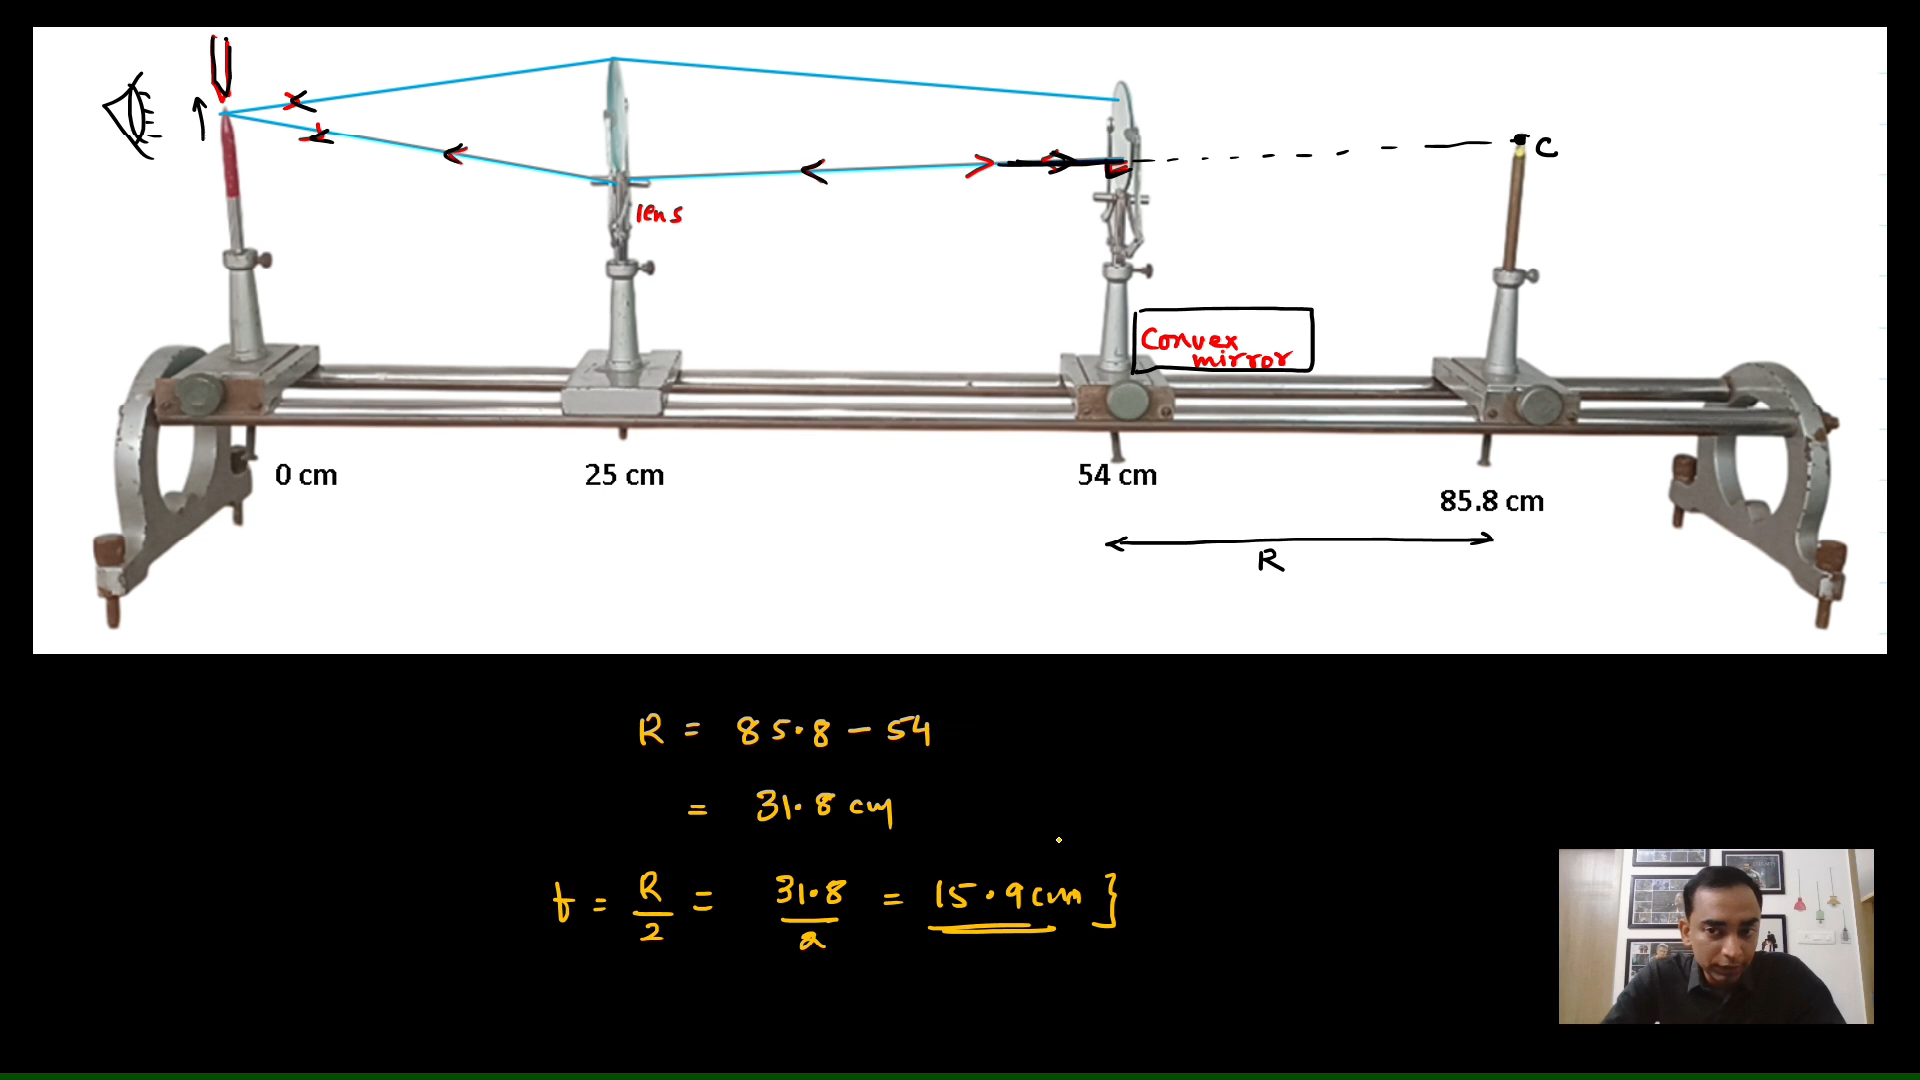 C
lens
Convex
mirror
0 cm
25 cm
54 cm
85.8 cm
R
R = 85.8 - 54
= 31.8 cm
f = R/2 = 31.8/2 = 15.9 cm ]